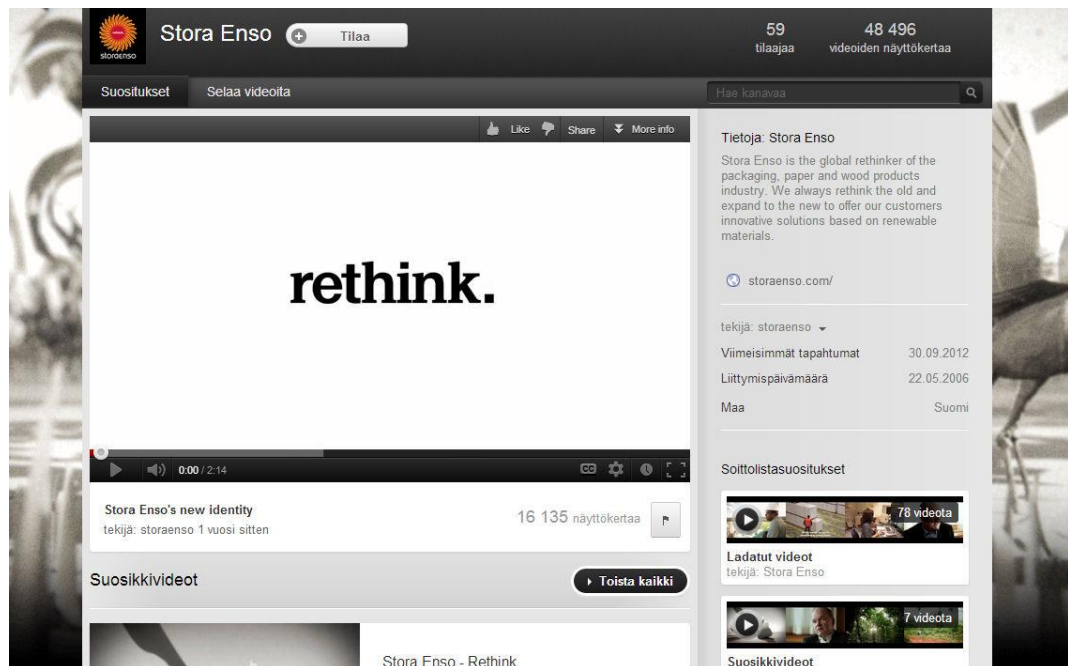 Stora Enso
Tilaa
59
tilaajaa
48 496
videoiden näyttökertaa
storaenso
Suositukset
Selaa videoita
Hae kanavaa
Like
Share
More info
rethink.
0:00 / 2:14
CC
Stora Enso's new identity
tekijä: storaenso 1 vuosi sitten
16 135 näyttökertaa
Suosikkivideot
Toista kaikki
Stora Enso - Rethink
Tietoja: Stora Enso
Stora Enso is the global rethinker of the
packaging, paper and wood products
industry. We always rethink the old and
expand to the new to offer our customers
innovative solutions based on renewable
materials.
storaenso.com/
tekijä: storaenso
Viimeisimmät tapahtumat 30.09.2012
Liittymispäivämäärä 22.05.2006
Maa Suomi
Soittolistasuositukset
78 videota
Ladatut videot
tekijä: Stora Enso
7 videota
Suosikkivideot